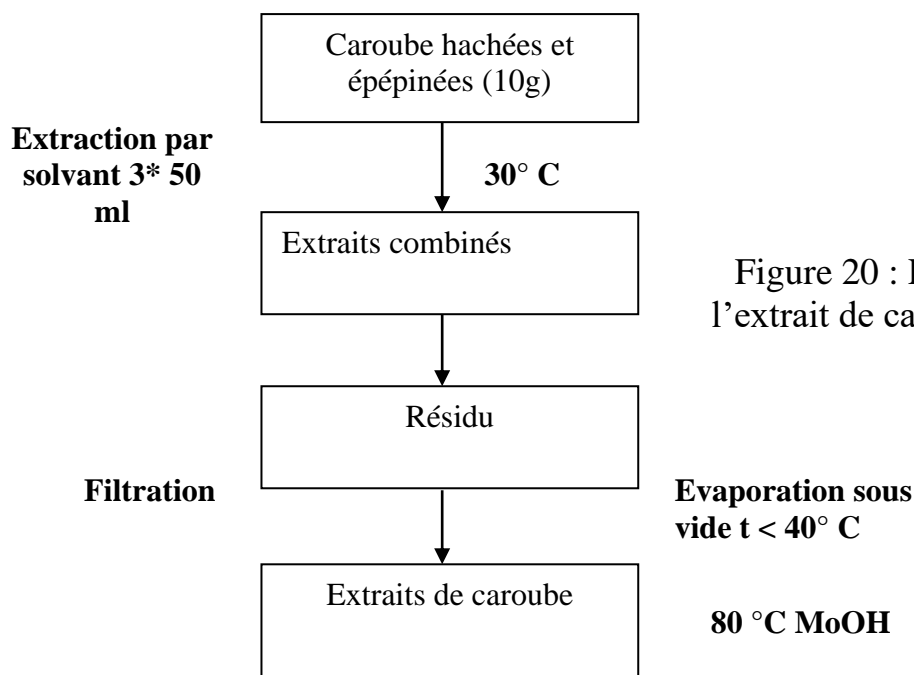 Caroube hachées et
épépinées (10g)
Extraction par
solvant 3* 50
ml
30° C
Extraits combinés
Figure 20 :
l’extrait de
Résidu
Filtration
Evaporation sous
vide t < 40° C
Extraits de caroube
80 °C MoOH